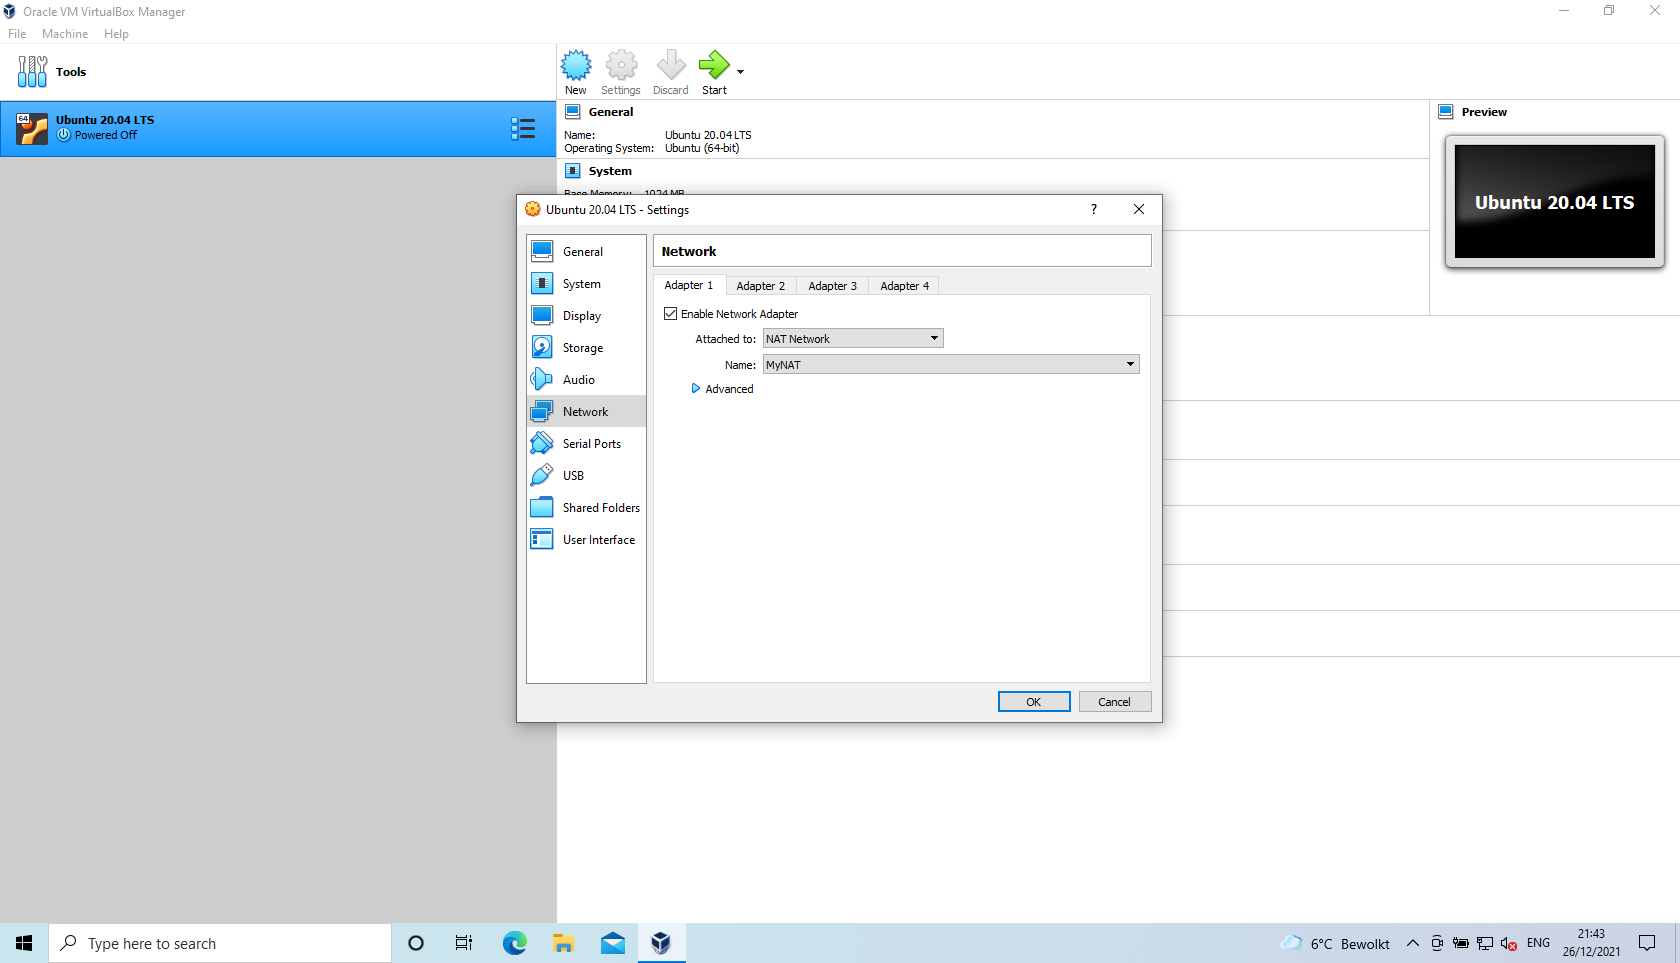 Oracle VM VirtualBox Manager
File Machine Help
Tools
New Settings Discard Start
64
Ubuntu 20.04 LTS
Powered Off
General
Name: Ubuntu 20.04 LTS
Operating System: Ubuntu (64-bit)
System
Base Memory: 1024 MB
Preview
Ubuntu 20.04 LTS
Ubuntu 20.04 LTS - Settings
?
General
System
Display
Storage
Audio
Network
Serial Ports
USB
Shared Folders
User Interface
Network
Adapter 1 Adapter 2 Adapter 3 Adapter 4
Enable Network Adapter
Attached to: NAT Network
Name: MyNAT
Advanced
OK Cancel
Type here to search
6°C Bewolkt
ENG
21:43
26/12/2021